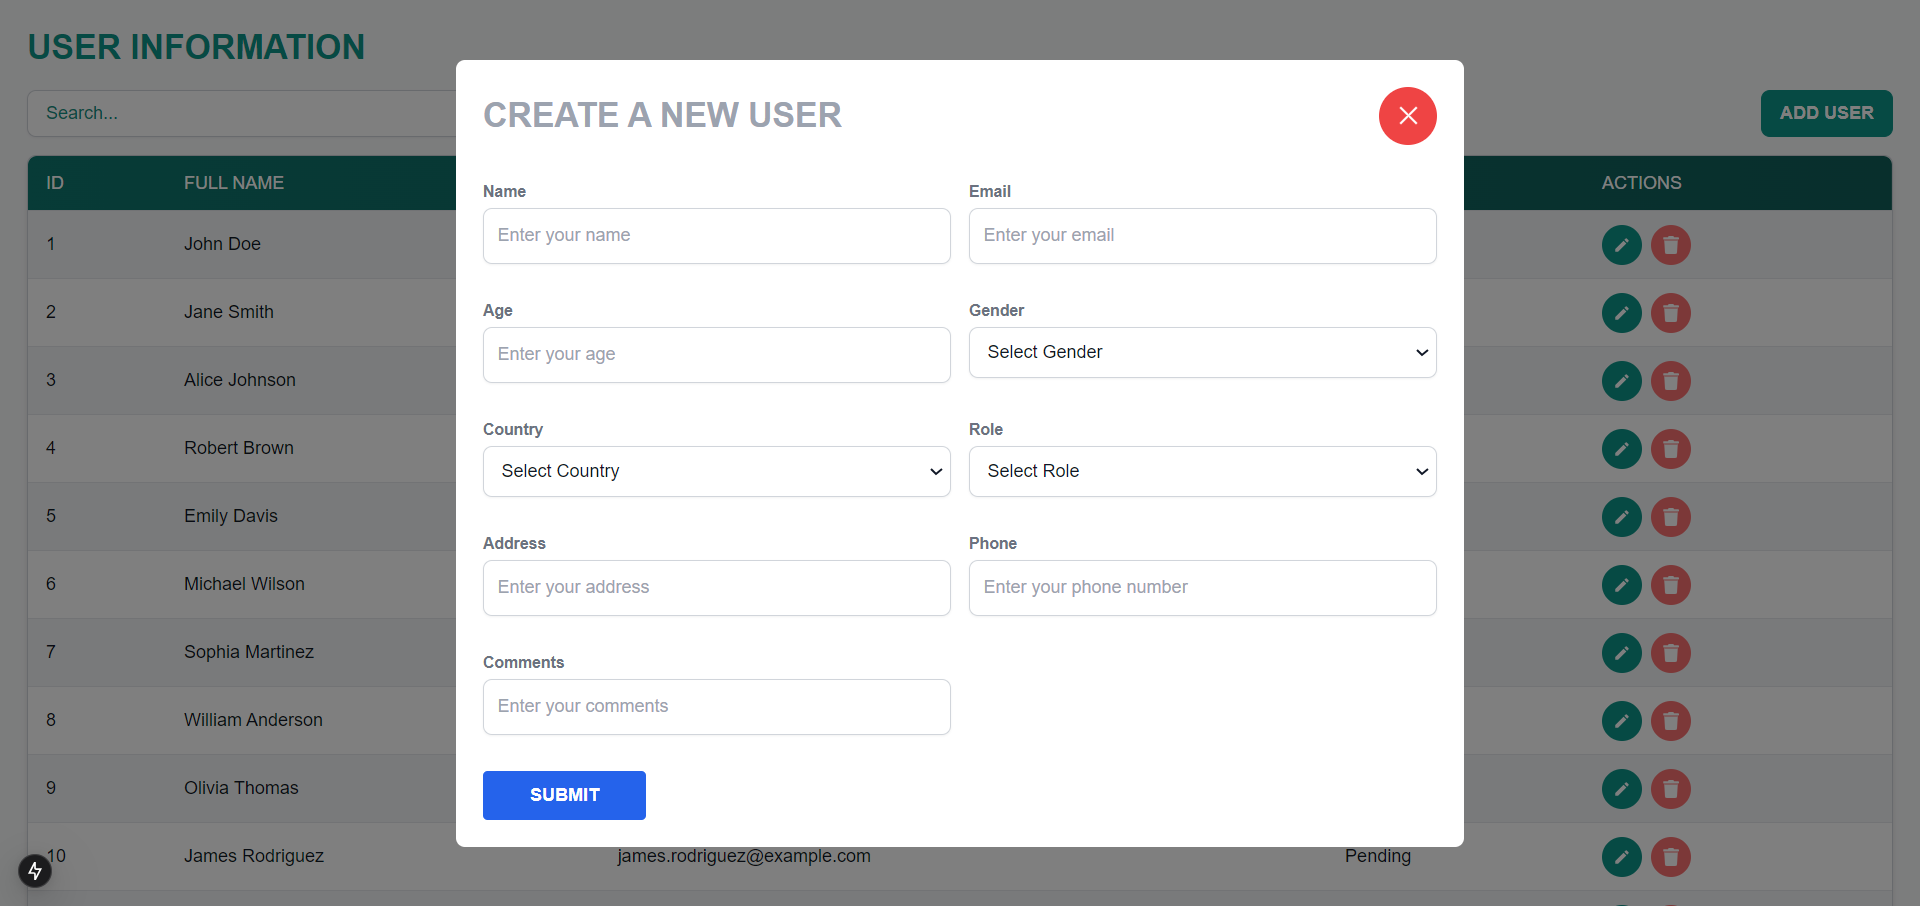 USER INFORMATION
Search...
ADD USER
ID FULL NAME ACTIONS
1 John Doe
2 Jane Smith
3 Alice Johnson
4 Robert Brown
5 Emily Davis
6 Michael Wilson
7 Sophia Martinez
8 William Anderson
9 Olivia Thomas
10 James Rodriguez james.rodriguez@example.com Pending
CREATE A NEW USER
Name
Enter your name
Email
Enter your email
Age
Enter your age
Gender
Select Gender
Country
Select Country
Role
Select Role
Address
Enter your address
Phone
Enter your phone number
Comments
Enter your comments
SUBMIT